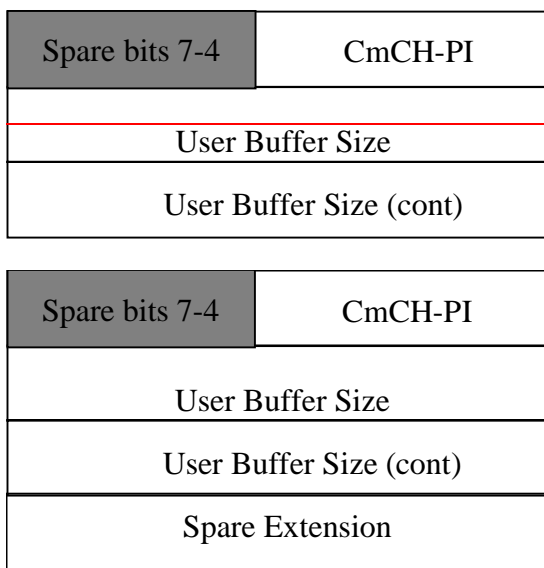 Spare bits 7-4 CmCH-PI
User Buffer Size
User Buffer Size (cont)
Spare bits 7-4 CmCH-PI
User Buffer Size
User Buffer Size (cont)
Spare Extension